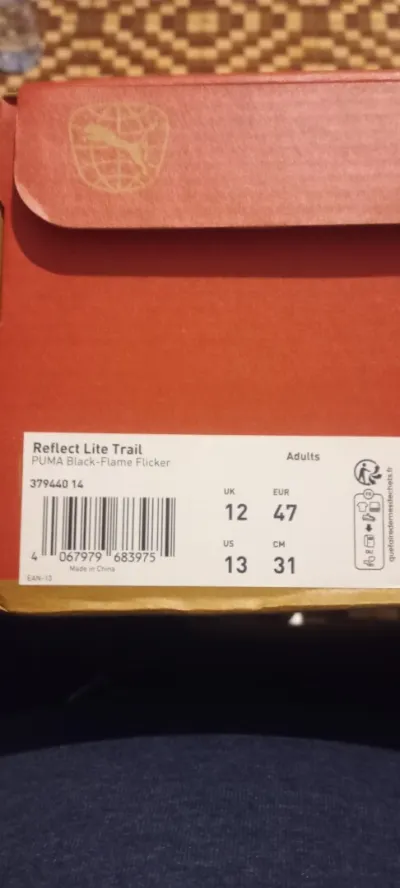 Reflect Lite Trail
PUMA Black-Flame Flicker
Adults
379440 14
UK EUR
12 47
US CM
13 31
4 067979 683975
Made in China
EAN-13
quefairedemesdechets.fr
FR